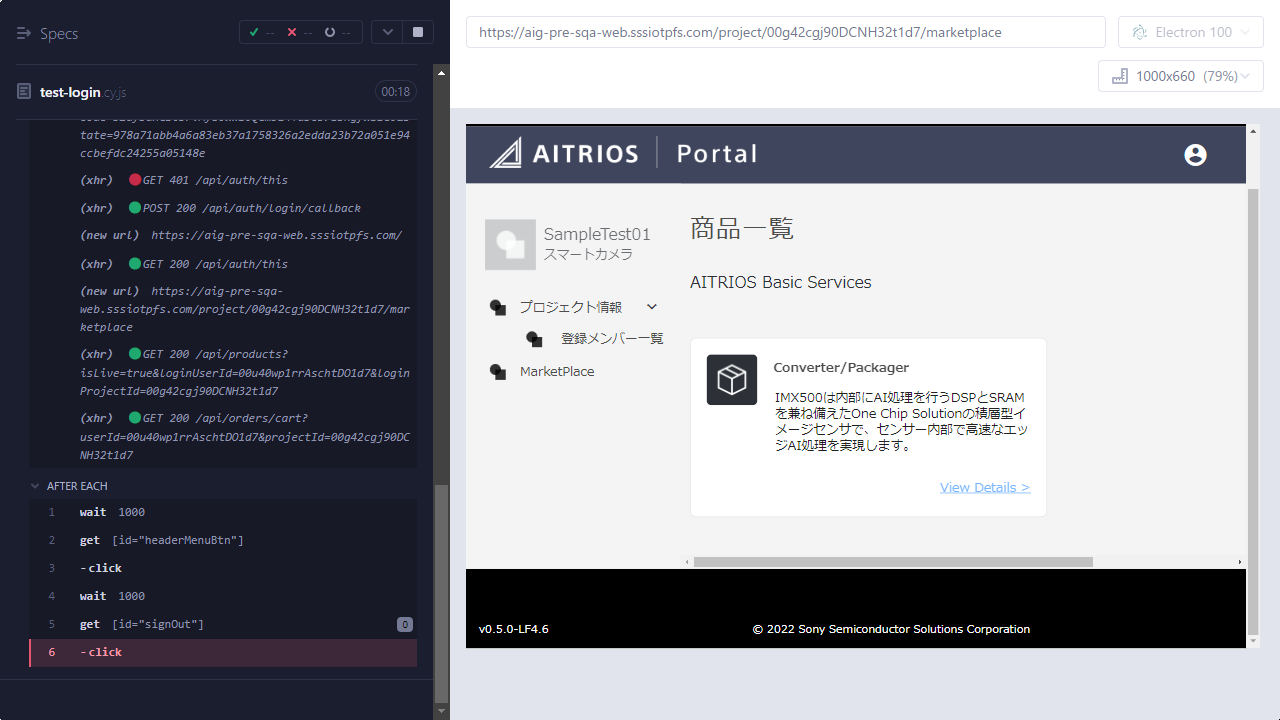 Specs
-- -- --
test-login.cy.js
00:18
tate=978a71abb4a6a83eb37a1758326a2edda23b72a051e94
ccbefdc24255a05148e
(xhr) GET 401 /api/auth/this
(xhr) POST 200 /api/auth/login/callback
(new url) https://aig-pre-sqa-web.sssiotpfs.com/
(xhr) GET 200 /api/auth/this
(new url) https://aig-pre-sqa-
web.sssiotpfs.com/project/00g42cgj90DCNH32t1d7/mar
ketplace
(xhr) GET 200 /api/products?
isLive=true&loginUserId=00u40wp1rrAschtDO1d7&login
ProjectId=00g42cgj90DCNH32t1d7
(xhr) GET 200 /api/orders/cart?
userId=00u40wp1rrAschtDO1d7&projectId=00g42cgj90DC
NH32t1d7
AFTER EACH
1 wait 1000
2 get [id="headerMenuBtn"]
3 -click
4 wait 1000
5 get [id="signOut"] 0
6 -click
https://aig-pre-sqa-web.sssiotpfs.com/project/00g42cgj90DCNH32t1d7/marketplace
Electron 100
1000x660 (79%)
AITRIOS Portal
SampleTest01
スマートカメラ
プロジェクト情報
登録メンバー一覧
MarketPlace
商品一覧
AITRIOS Basic Services
Converter/Packager
IMX500は内部にAI処理を行うDSPとSRAM
を兼ね備えたOne Chip Solutionの積層型イ
メージセンサで、センサー内部で高速なエッ
ジAI処理を実現します。
View Details >
v0.5.0-LF4.6
© 2022 Sony Semiconductor Solutions Corporation